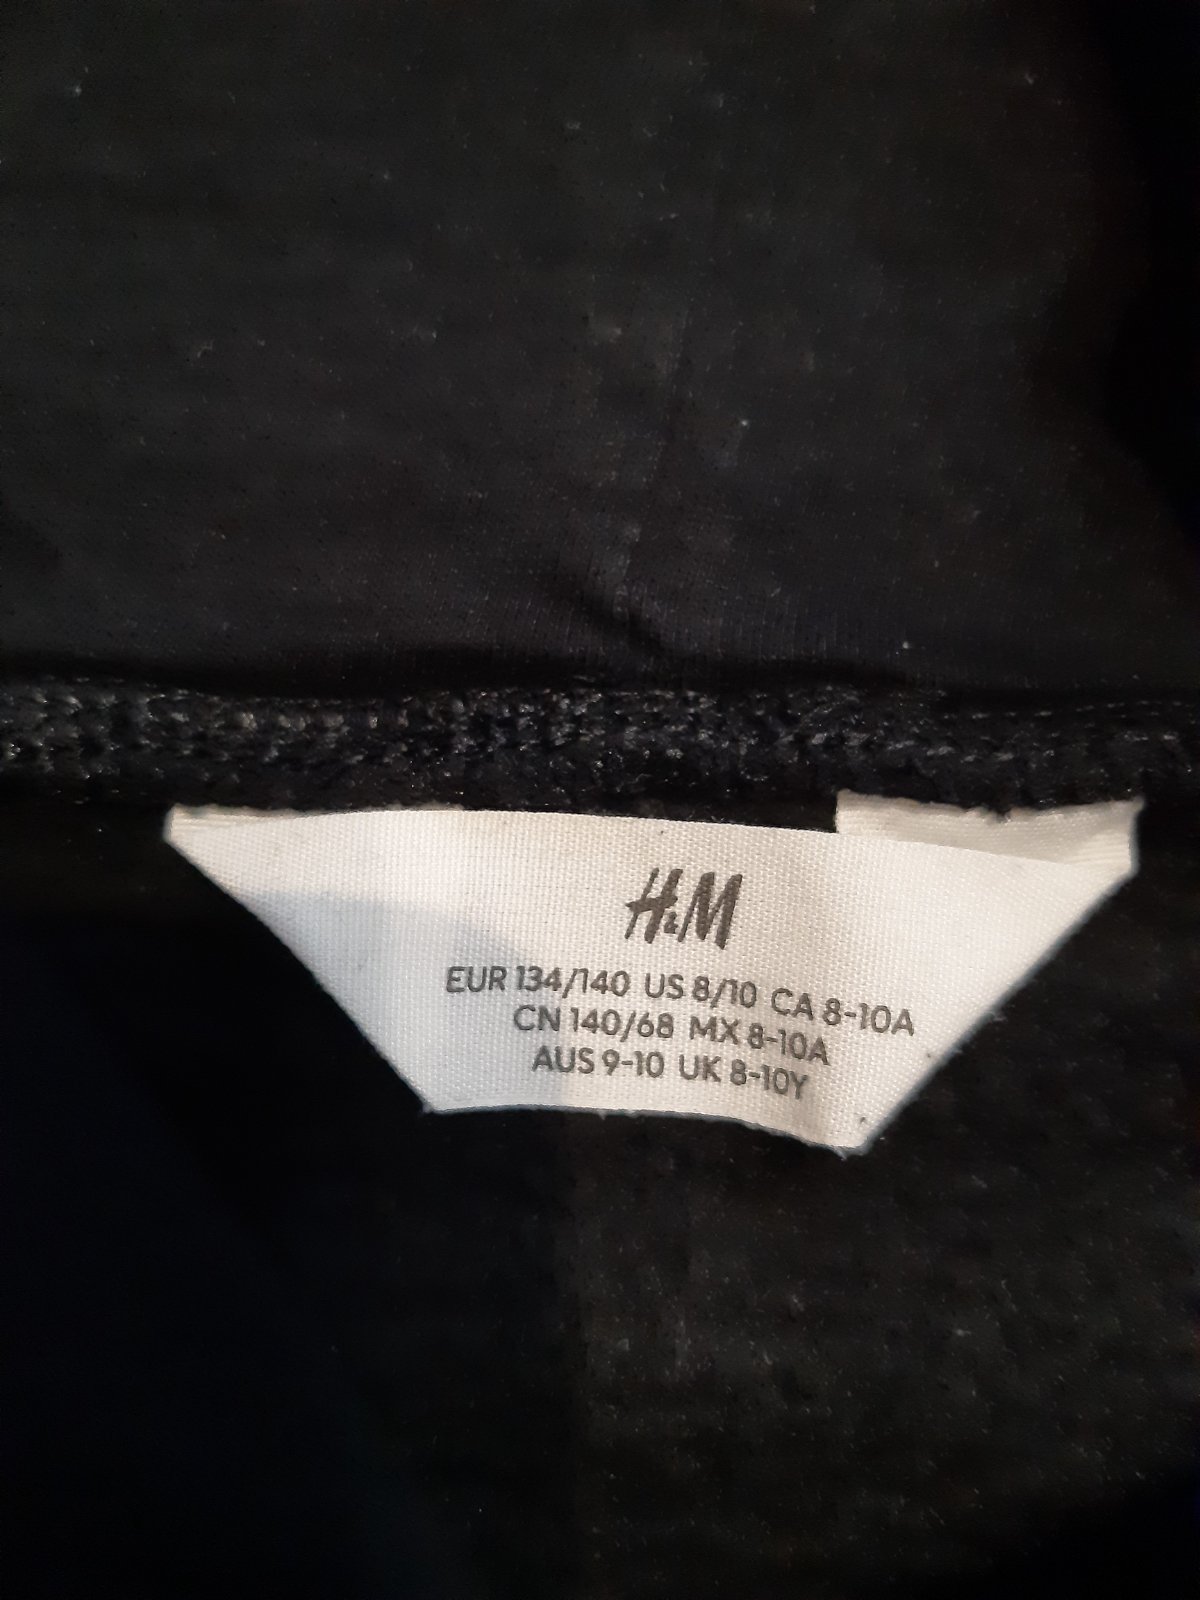 H&M
EUR 134/140 US 8/10 CA 8-10A
CN 140/68 MX 8-10A
AUS 9-10 UK 8-10Y